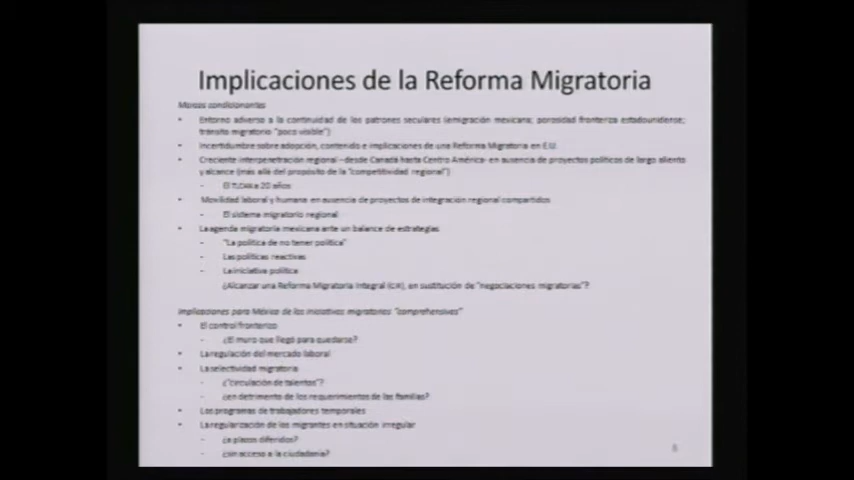 Implicaciones de la Reforma Migratoria
Marcos condicionantes
• Entorno adverso a la continuidad de los patrones seculares (emigración mexicana; porosidad fronteriza estadounidense;
tránsito migratorio "poco visible")
• Incertidumbre sobre adopción, contenido e implicaciones de una Reforma Migratoria en E.U.
• Creciente interpenetración regional –desde Canadá hasta Centro América- en ausencia de proyectos políticos de largo aliento
y alcance (más allá del propósito de la "competitividad regional")
- El TLCAN a 20 años
• Movilidad laboral y humana en ausencia de proyectos de integración regional compartidos
- El sistema migratorio regional
• La agenda migratoria mexicana ante un balance de estrategias
- "La política de no tener política"
- Las políticas reactivas
- La iniciativa política
¿Alcanzar una Reforma Migratoria Integral (CIR), en sustitución de "negociaciones migratorias"?
Implicaciones para México de las iniciativas migratorias "comprehensivas"
• El control fronterizo
- ¿El muro que llegó para quedarse?
• La regulación del mercado laboral
• La selectividad migratoria
- ¿"circulación de talentos"?
- ¿en detrimento de los requerimientos de las familias?
• Los programas de trabajadores temporales
• La regularización de los migrantes en situación irregular
- ¿a plazos diferidos?
- ¿sin acceso a la ciudadanía?